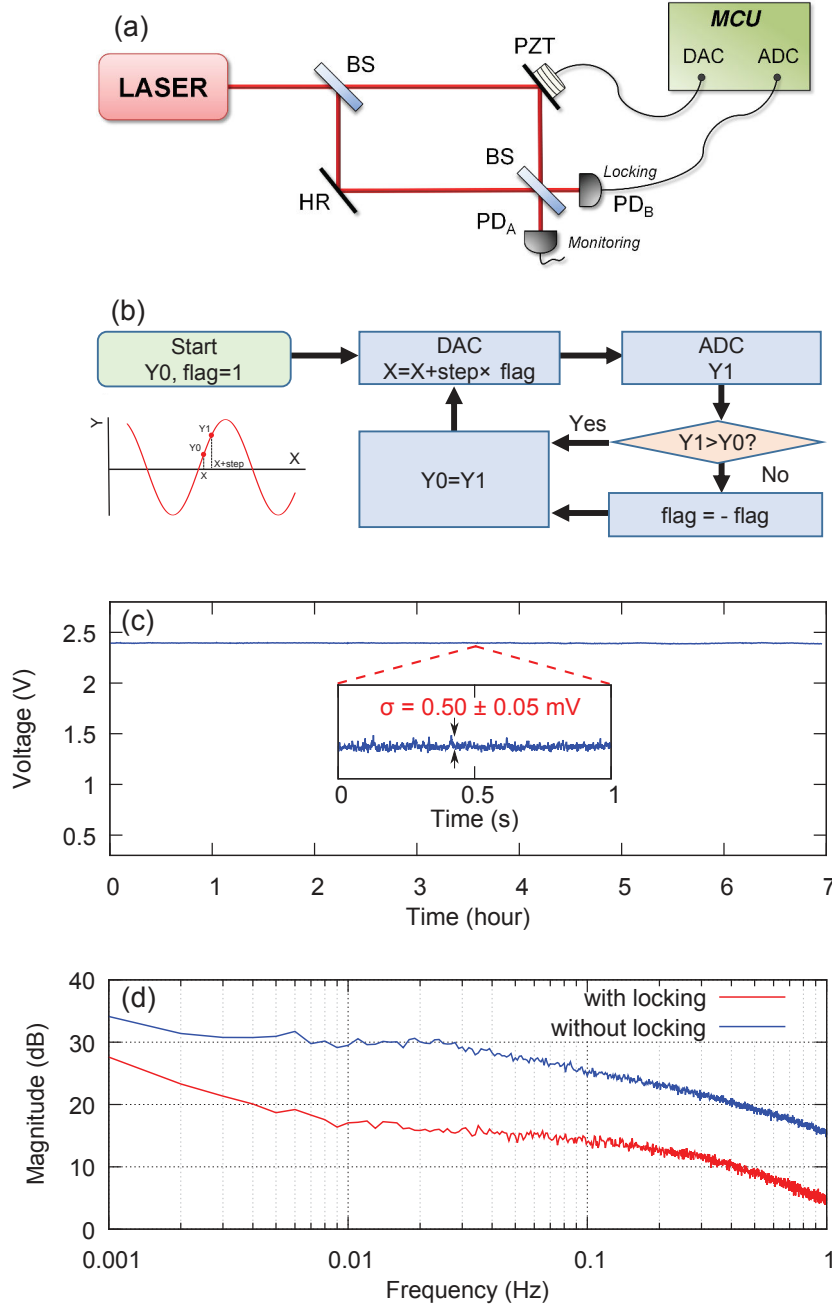 (a)
LASER
BS
PZT
MCU
DAC ADC
HR
BS
Locking
PD_B
PD_A
Monitoring
(b)
Start
Y0, flag=1
DAC
X=X+step× flag
ADC
Y1
Y
Y1
Y0
X
X+step
X
Yes
Y1>Y0?
No
Y0=Y1
flag = - flag
(c)
Voltage (V)
2.5
2
1.5
1
0.5
σ = 0.50 ± 0.05 mV
0 0.5 1
Time (s)
0 1 2 3 4 5 6 7
Time (hour)
(d)
Magnitude (dB)
40
30
20
10
0
with locking
without locking
0.001 0.01 0.1 1
Frequency (Hz)